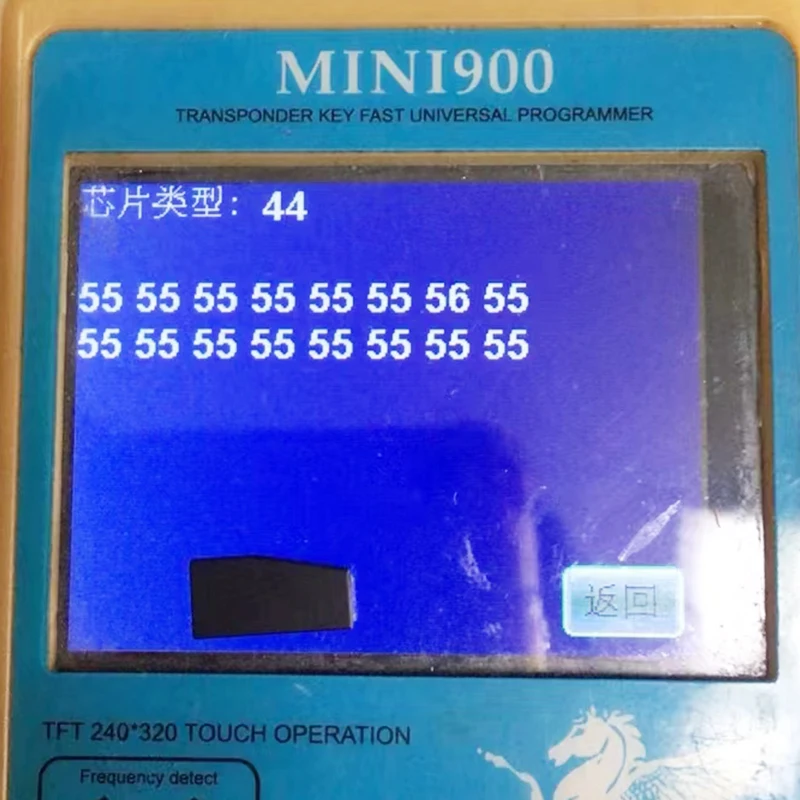 MINI900
TRANSPONDER KEY FAST UNIVERSAL PROGRAMMER
芯片类型: 44
55 55 55 55 55 55 56 55
55 55 55 55 55 55 55 55
返回
TFT 240*320 TOUCH OPERATION
Frequency detect